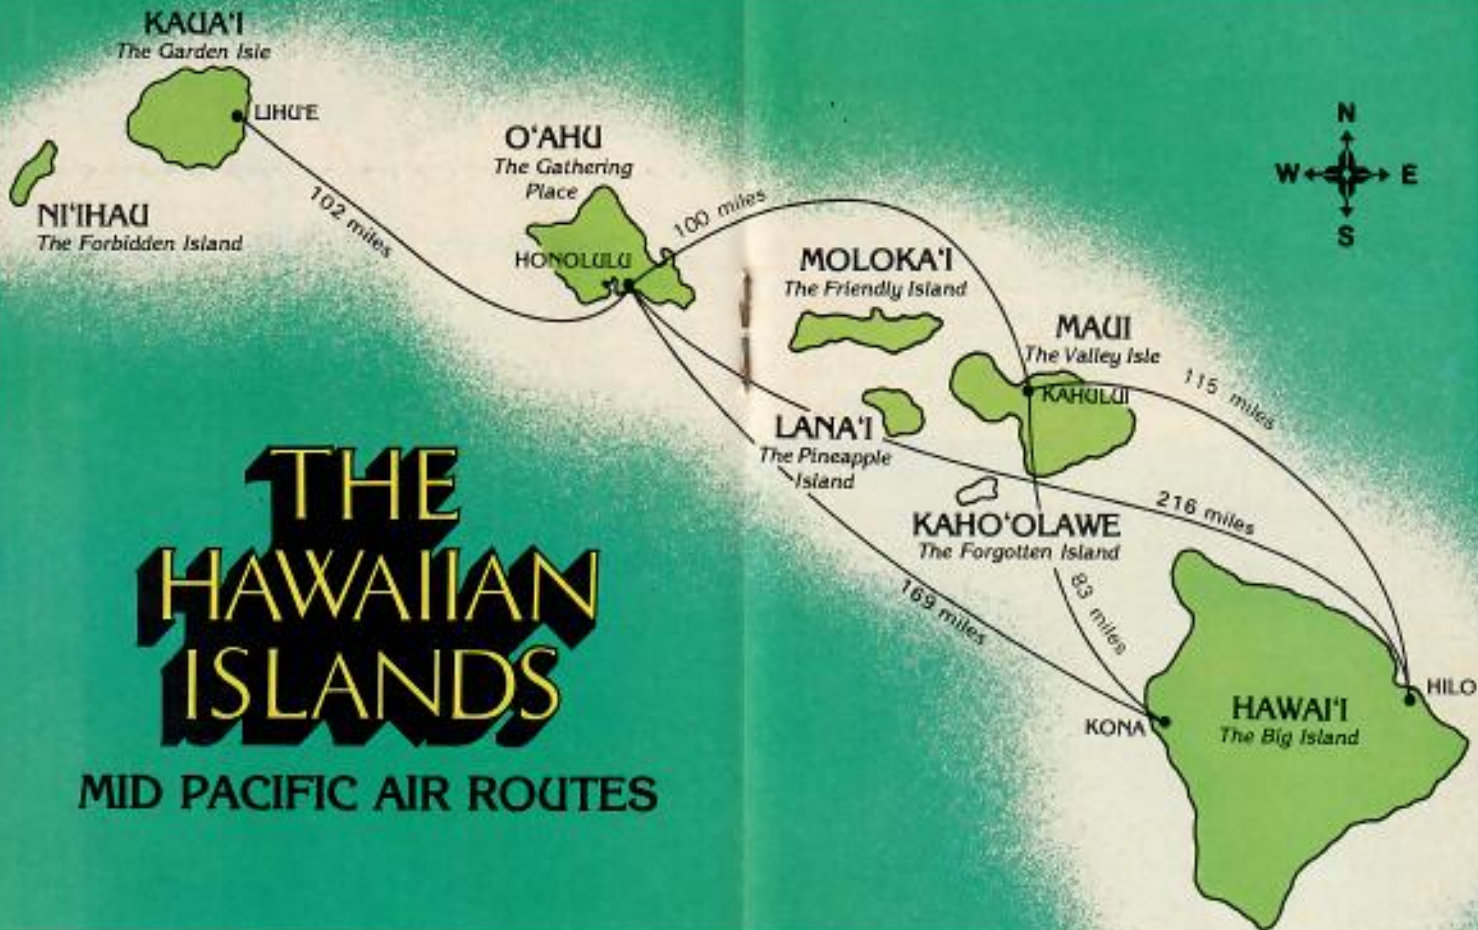 KAUA'I
The Garden Isle
LIHU'E
NI'IHAU
The Forbidden Island
102 miles
O'AHU
The Gathering
Place
HONOLULU
100 miles
MOLOKA'I
The Friendly Island
MAUI
The Valley Isle
KAHULUI
115 miles
LANA'I
The Pineapple
Island
KAHO'OLAWE
The Forgotten Island
216 miles
169 miles
83 miles
KONA
HAWAI'I
The Big Island
HILO
N
W E
S
THE
HAWAIIAN
ISLANDS
MID PACIFIC AIR ROUTES